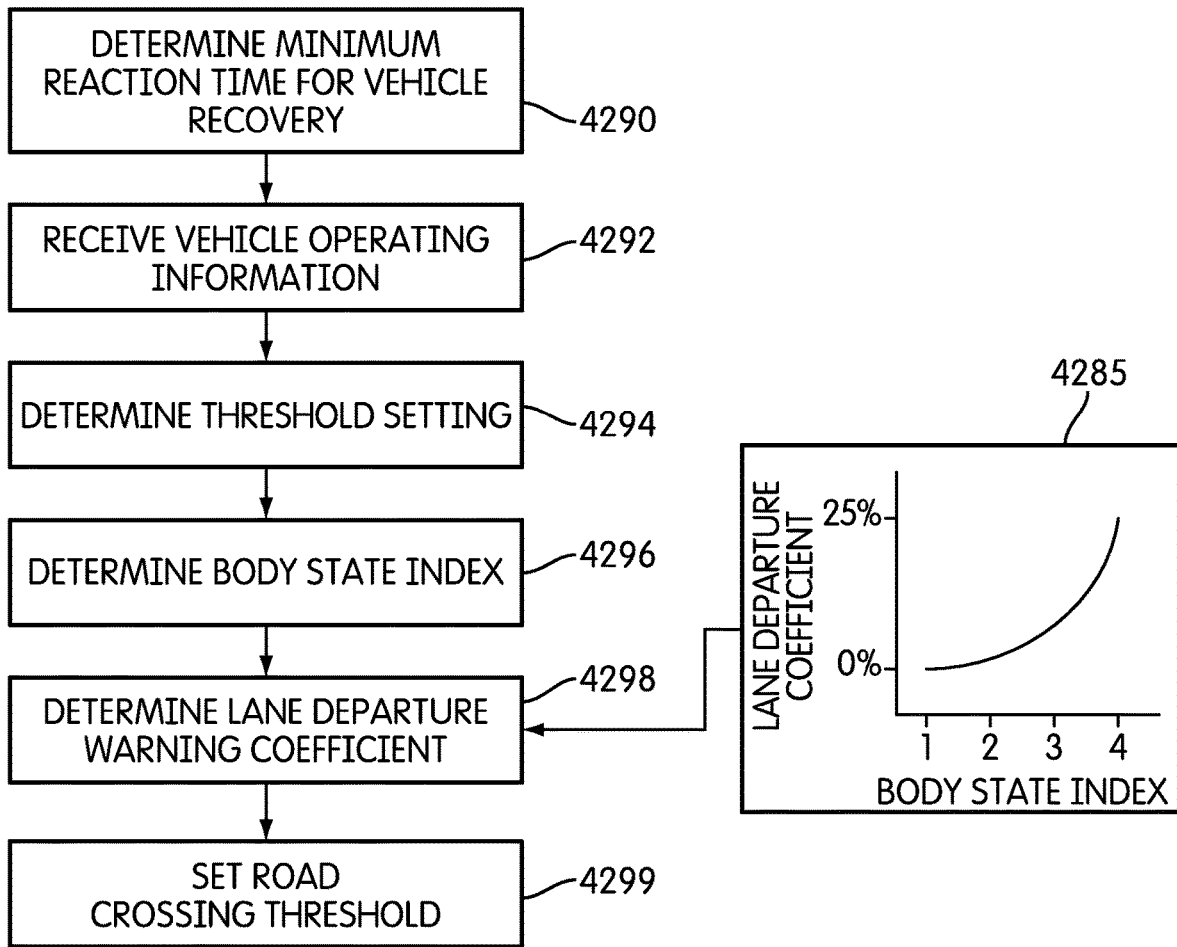 DETERMINE MINIMUM
REACTION TIME FOR VEHICLE
RECOVERY
4290
RECEIVE VEHICLE OPERATING
INFORMATION
4292
DETERMINE THRESHOLD SETTING
4294
DETERMINE BODY STATE INDEX
4296
DETERMINE LANE DEPARTURE
WARNING COEFFICIENT
4298
SET ROAD
CROSSING THRESHOLD
4299
4285
LANE DEPARTURE
COEFFICIENT
25%
0%
1 2 3 4
BODY STATE INDEX